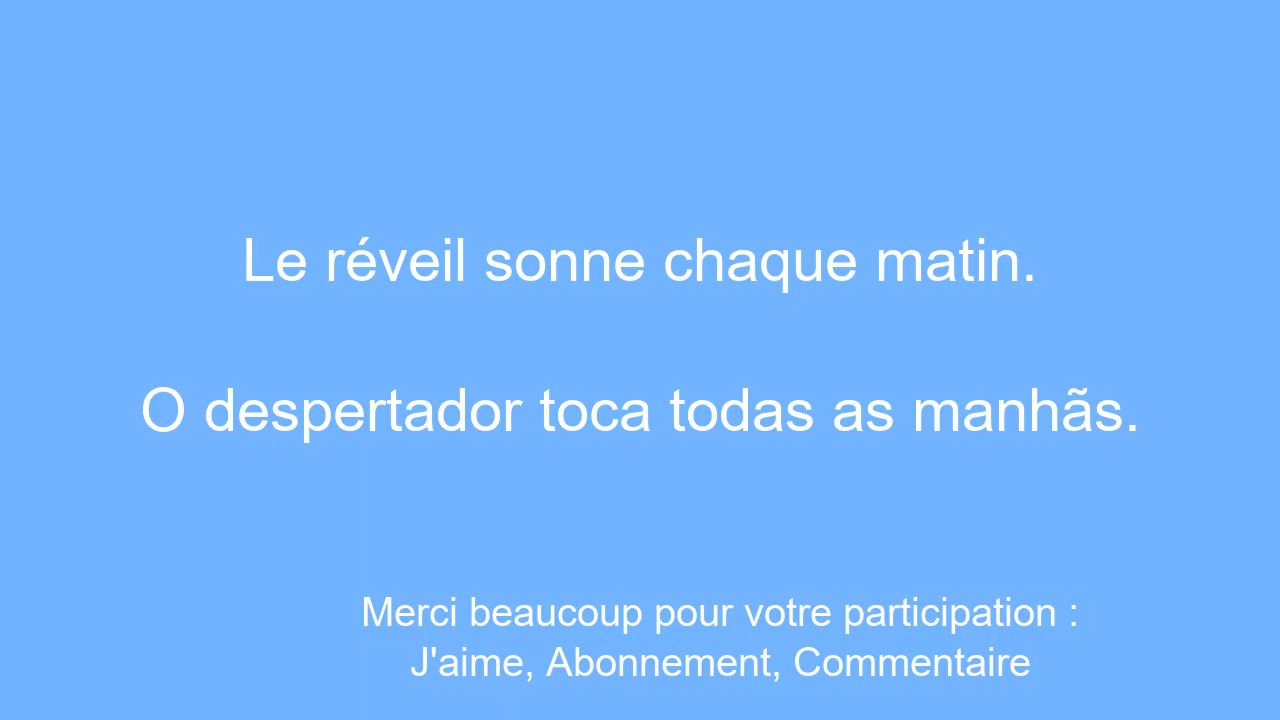 Le réveil sonne chaque matin.
O despertador toca todas as manhãs.
Merci beaucoup pour votre participation :
J'aime, Abonnement, Commentaire